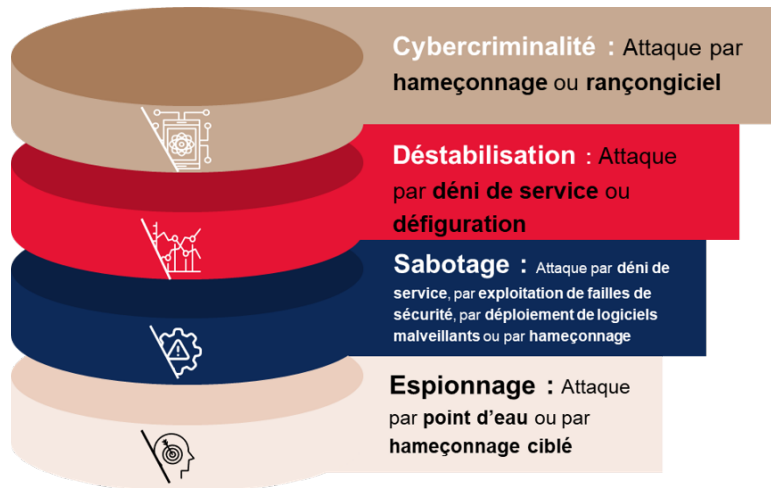 Cybercriminalité : Attaque par
hameçonnage ou rançongiciel
Déstabilisation : Attaque
par déni de service ou
défiguration
Sabotage : Attaque par déni de
service, par exploitation de failles de
sécurité, par déploiement de logiciels
malveillants ou par hameçonnage
Espionnage : Attaque
par point d’eau ou par
hameçonnage ciblé